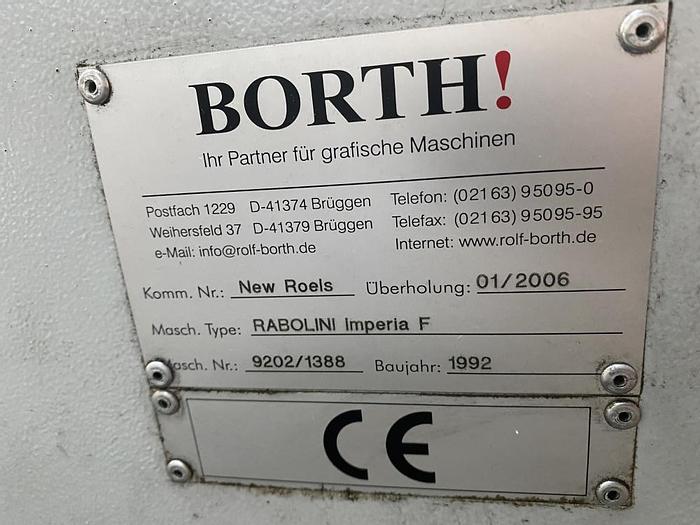 BORTH!
Ihr Partner für grafische Maschinen
Postfach 1229 D-41374 Brüggen Telefon: (02163) 95095-0
Weihersfeld 37 D-41379 Brüggen Telefax: (02163) 95095-95
e-Mail: info@rolf-borth.de Internet: www.rolf-borth.de
Komm. Nr.: New Roels Überholung: 01/2006
Masch. Type: RABOLINI Imperia F
Masch. Nr.: 9202/1388 Baujahr: 1992
CE